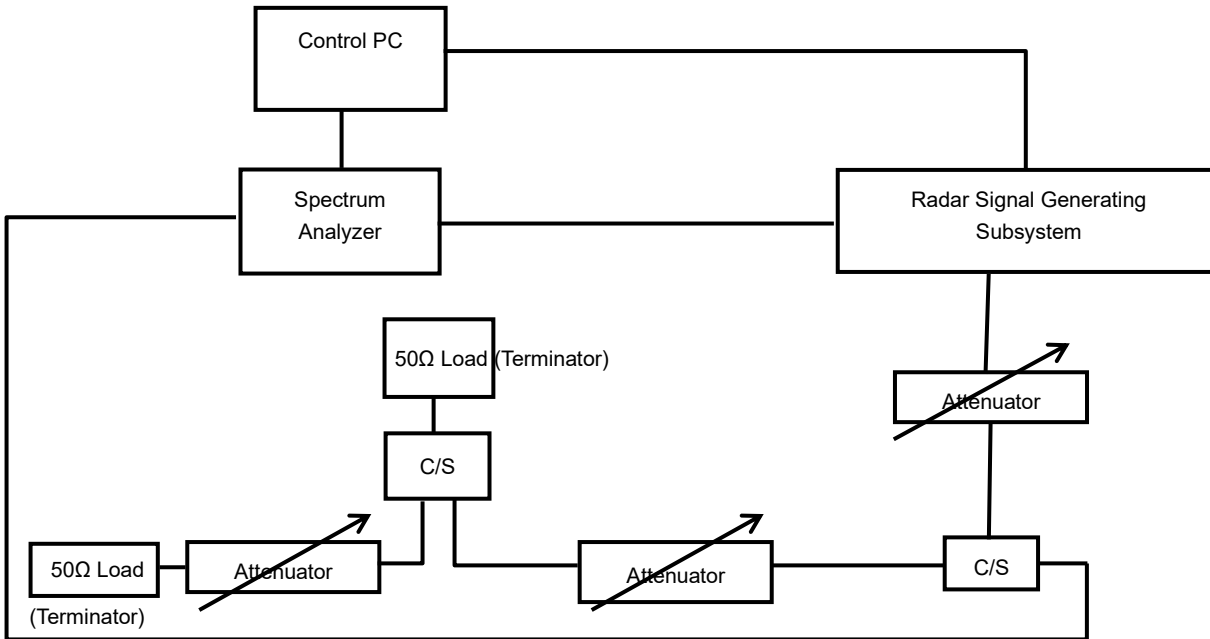 Control PC
Spectrum
Analyzer
Radar Signal Generating
Subsystem
50Ω Load (Terminator)
Attenuator
C/S
50Ω Load
(Terminator)
Attenuator
Attenuator
C/S